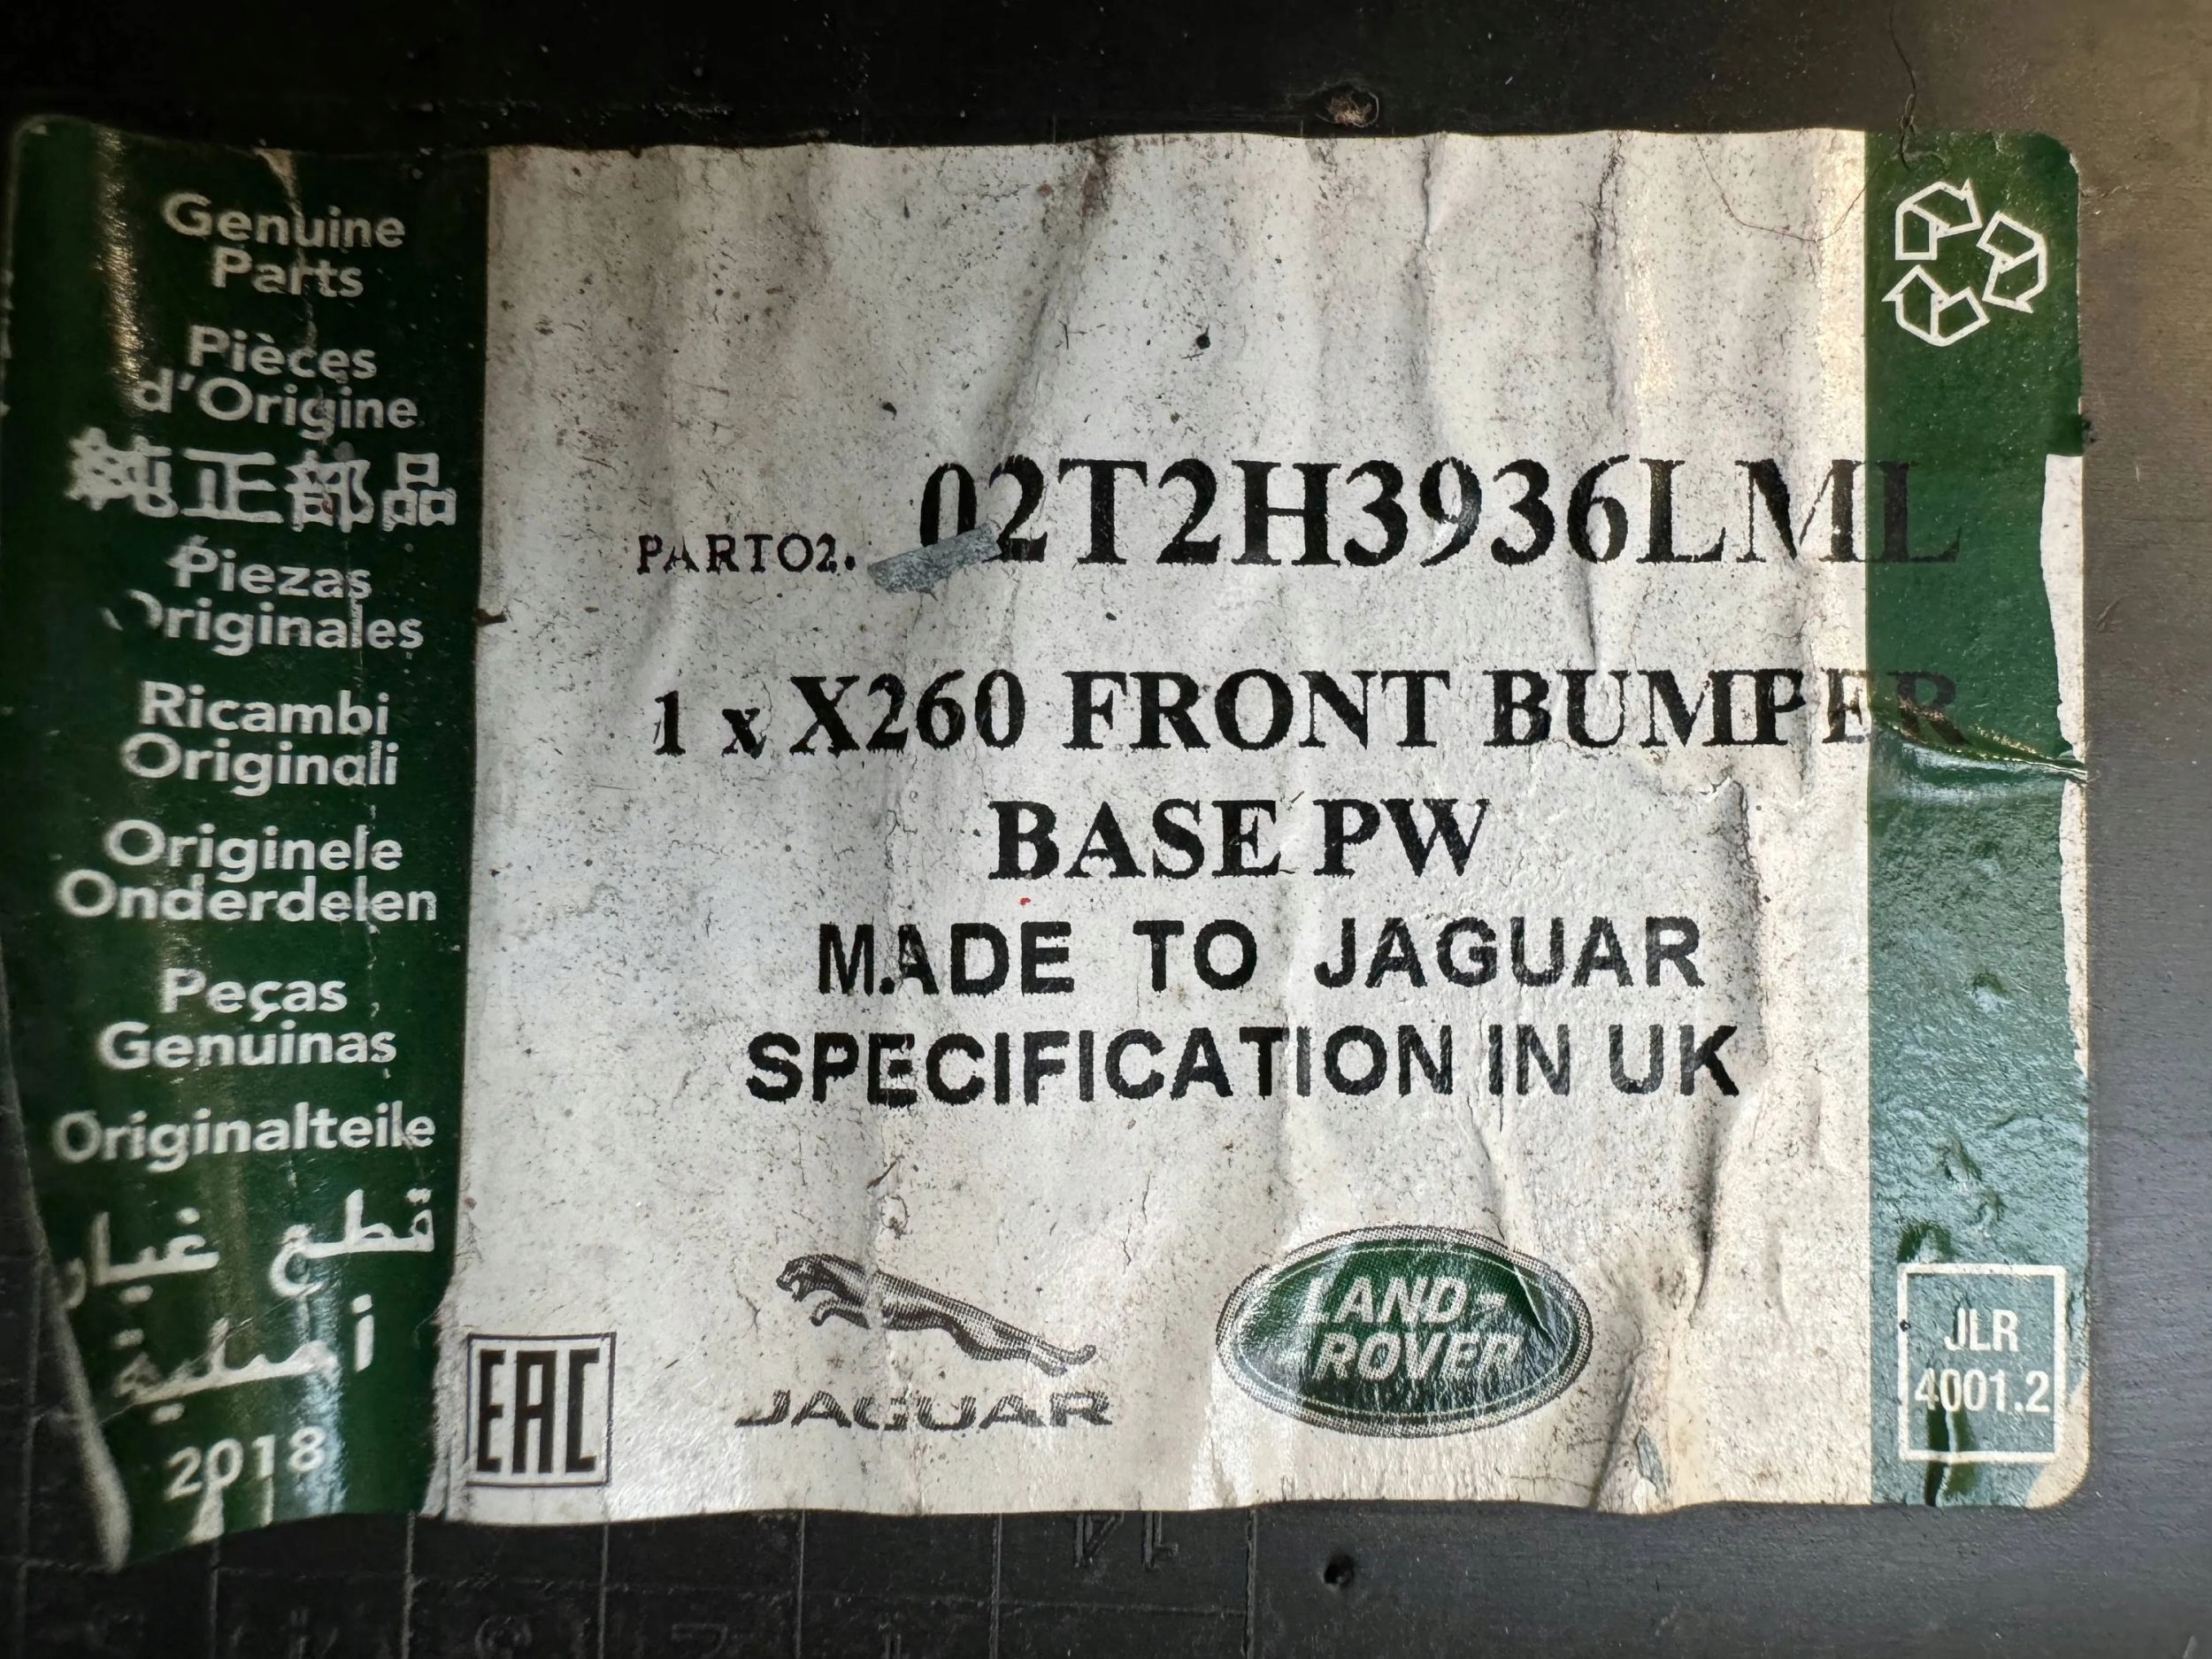 Genuine
Parts
Pièces
d'Origine
純正部品
Piezas
Originales
Ricambi
Originali
Originele
Onderdelen
Peças
Genuinas
Originalteile
قطع غيار
أصلية
2018
PARTO2. 02T2H3936LML
1 x X260 FRONT BUMPER
BASE PW
MADE TO JAGUAR
SPECIFICATION IN UK
EAC
JAGUAR
LAND-
ROVER
JLR
4001.2
14